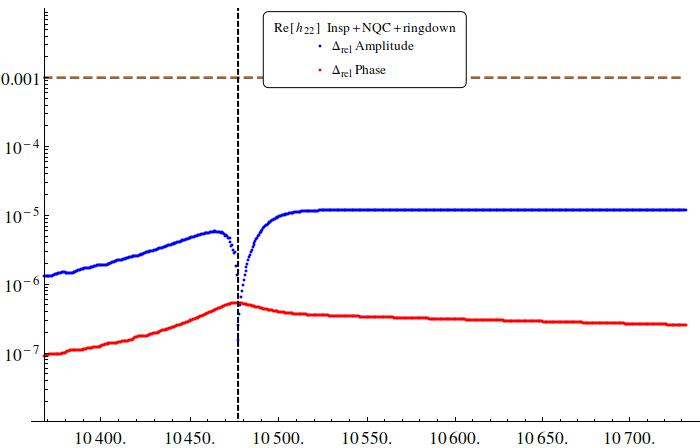 Re[h₂₂] Insp+NQC+ringdown
Δrel Amplitude
Δrel Phase
0.001
10⁻⁴
10⁻⁵
10⁻⁶
10⁻⁷
10 400. 10 450. 10 500. 10 550. 10 600. 10 650. 10 700.